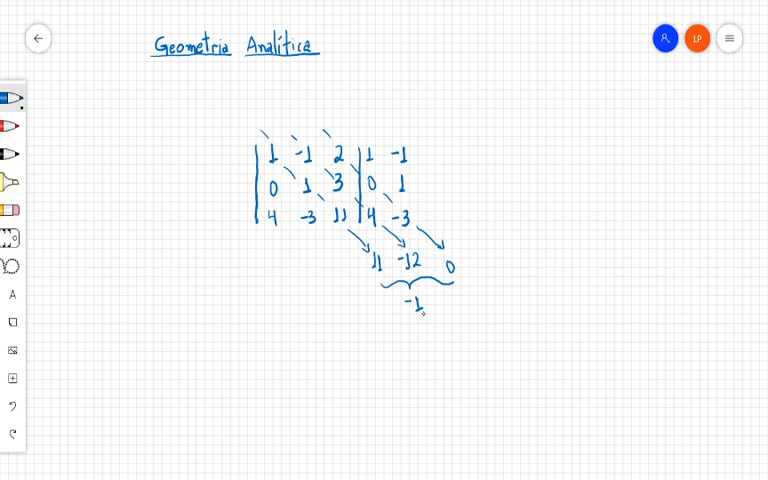 LP
Geometria Analítica
1 -1 2 1 -1
0 1 3 0 1
4 -3 11 4 -3
11 -12 0
-1
A